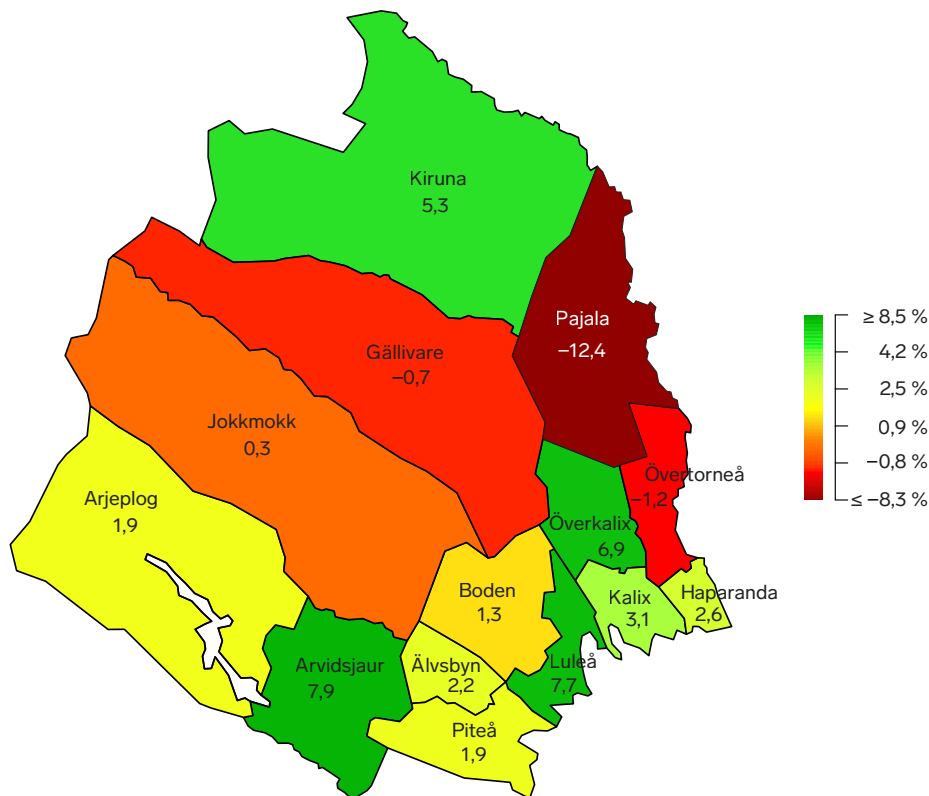 Kiruna
5,3
Pajala
−12,4
Gällivare
−0,7
Jokkmokk
0,3
Övertorneå
−1,2
Arjeplog
1,9
Överkalix
6,9
Boden
1,3
Kalix
3,1
Haparanda
2,6
Arvidsjaur
7,9
Älvsbyn
2,2
Luleå
7,7
Piteå
1,9
≥ 8,5 %
4,2 %
2,5 %
0,9 %
−0,8 %
≤ −8,3 %